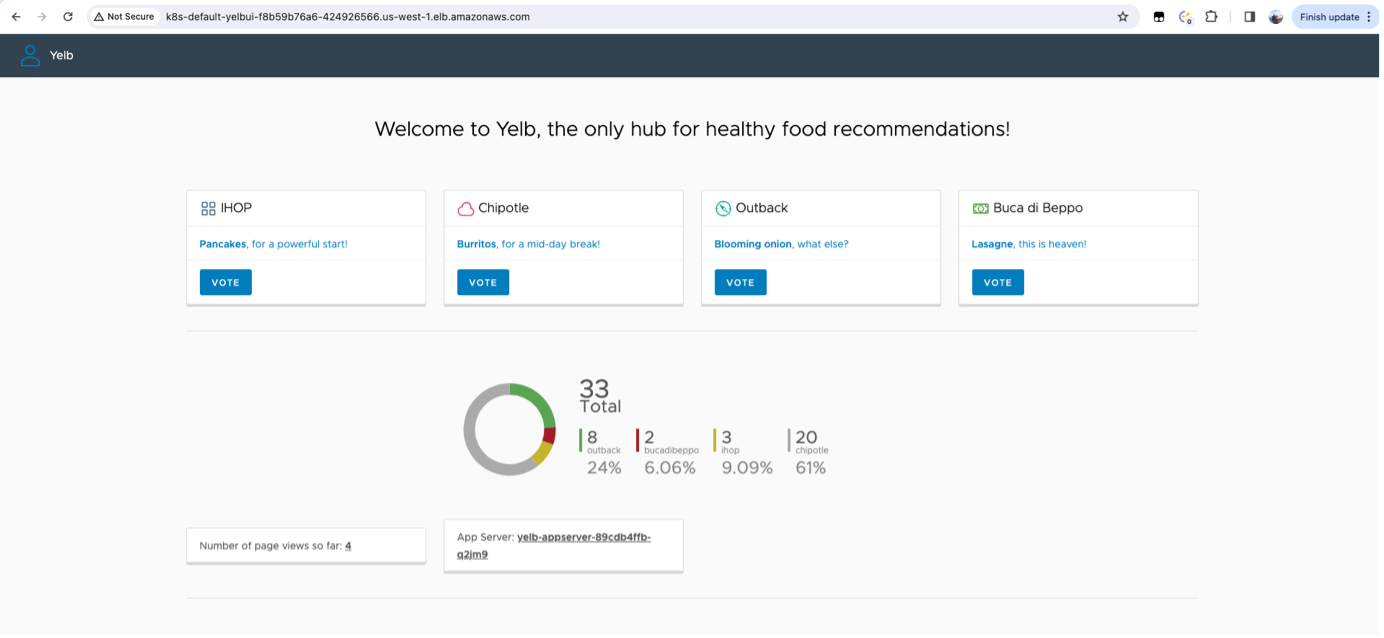 Not Secure k8s-default-yelbui-f8b59b76a6-424926566.us-west-1.elb.amazonaws.com 0 Finish update
Yelb
Welcome to Yelb, the only hub for healthy food recommendations!
IHOP
Pancakes, for a powerful start!
VOTE
Chipotle
Burritos, for a mid-day break!
VOTE
Outback
Blooming onion, what else?
VOTE
Buca di Beppo
Lasagne, this is heaven!
VOTE
33
Total
8
outback
24%
2
bucadibeppo
6.06%
3
ihop
9.09%
20
chipotle
61%
Number of page views so far: 4
App Server: yelb-appserver-89cdb4ffb-
q2jm9